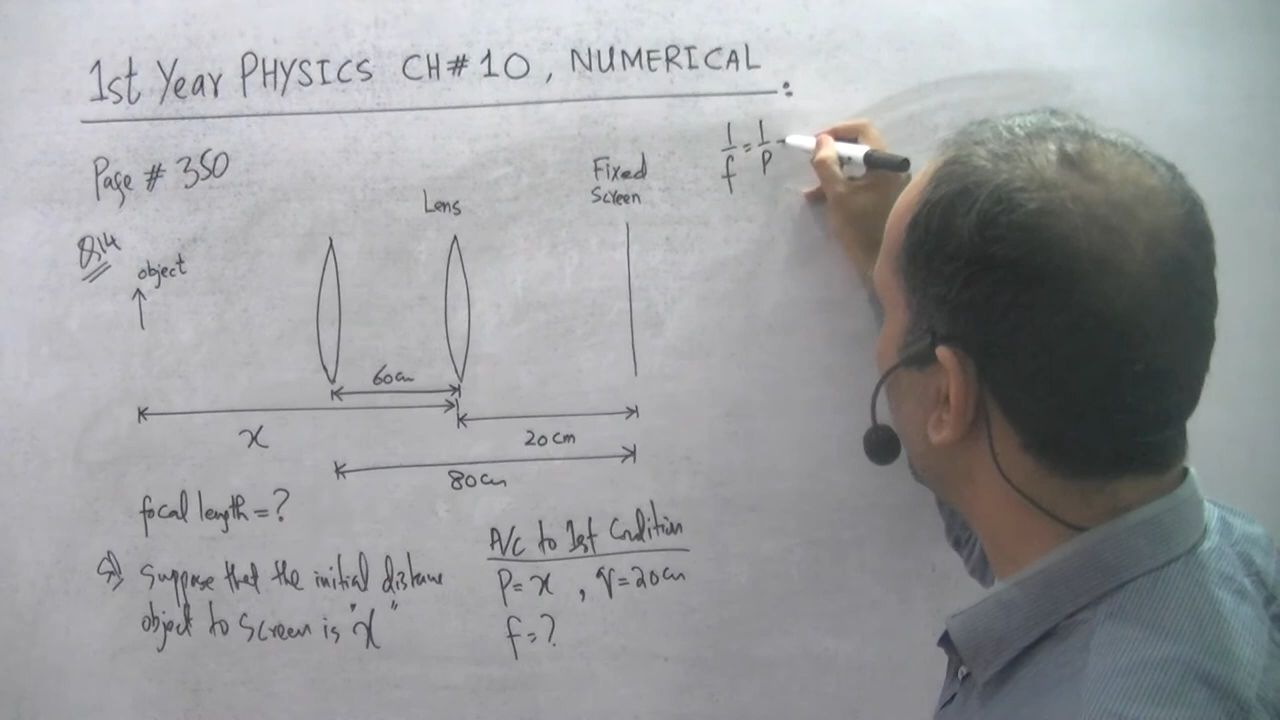 1st Year PHYSICS CH# 10, NUMERICAL:
Page # 350
Q.14
object
Lens
Fixed
Screen
1/f = 1/p
60cm
x
20cm
80cm
focal length = ?
Suppose that the initial distance
object to screen is "x"
A/c to 1st Condition
P = x , q = 20cm
f = ?